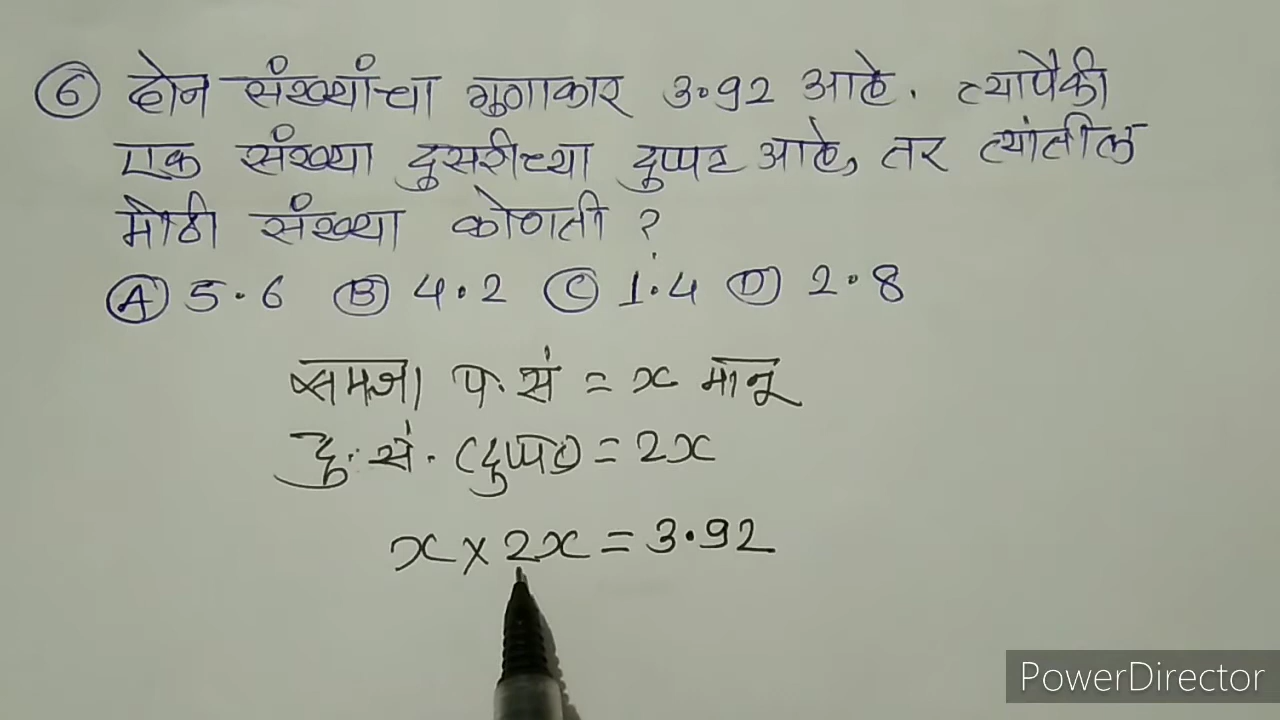 ⑥ दोन संख्यांचा गुणाकार 3.92 आहे. त्यापैकी
एक संख्या दुसरीच्या दुप्पट आहे, तर त्यांतील
मोठी संख्या कोणती ?
Ⓐ 5.6 Ⓑ 4.2 Ⓒ 1.4 Ⓓ 2.8
समजा प.सं = x मानू
दु.सं. (दुप्पट) = 2x
x × 2x = 3.92
PowerDirector